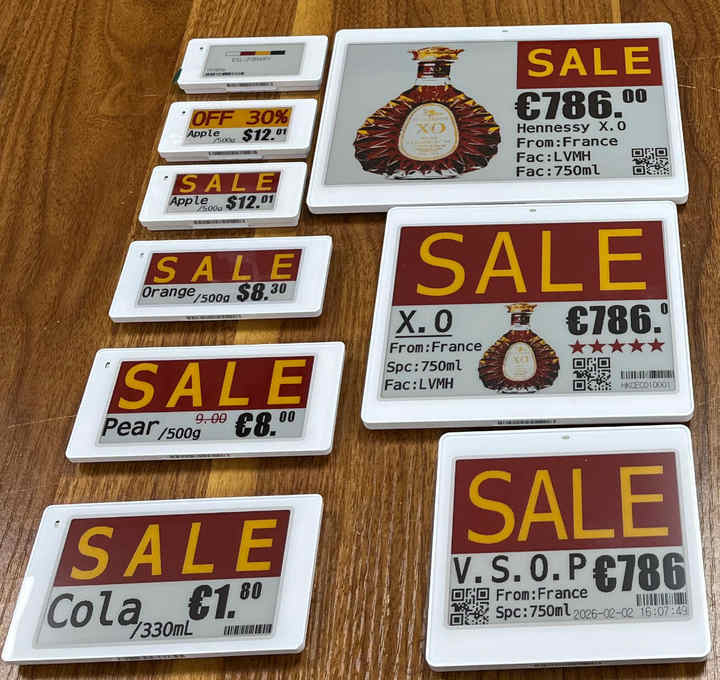 OFF 30%
Apple
/500g $12.01
SALE
Apple
/500g $12.01
SALE
Orange/500g $8.30
SALE
9.00
Pear/500g €8.00
SALE
Cola/330mL €1.80
SALE
€786.00
Hennessy X.O
From:France
Fac:LVMH
Fac:750ml
XO
SALE
X.O €786.0
From:France
Spc:750ml
Fac:LVMH
XO
HKCEC010001
SALE
V.S.O.P €786
From:France
Spc:750ml 2026-02-02 16:07:49